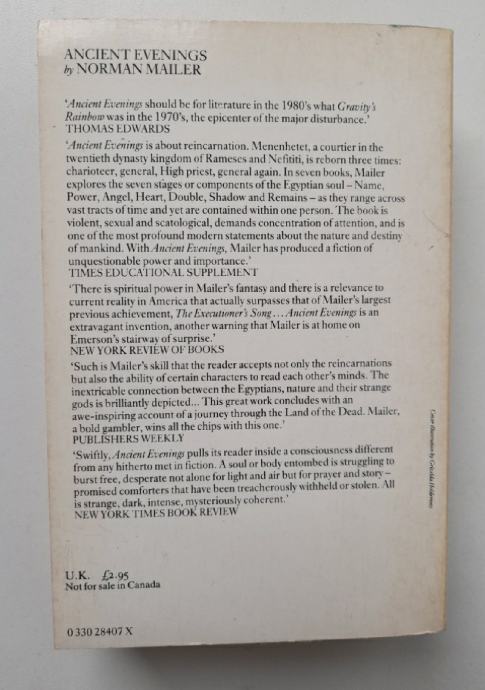 ANCIENT EVENINGS
by NORMAN MAILER
'Ancient Evenings should be for literature in the 1980's what Gravity's
Rainbow was in the 1970's, the epicenter of the major disturbance.'
THOMAS EDWARDS
'Ancient Evenings is about reincarnation. Menenhetet, a courtier in the
twentieth dynasty kingdom of Rameses and Nefititi, is reborn three times:
charioteer, general, High priest, general again. In seven books, Mailer
explores the seven stages or components of the Egyptian soul – Name,
Power, Angel, Heart, Double, Shadow and Remains – as they range across
vast tracts of time and yet are contained within one person. The book is
violent, sexual and scatological, demands concentration of attention, and is
one of the most profound modern statements about the nature and destiny
of mankind. With Ancient Evenings, Mailer has produced a fiction of
unquestionable power and importance.'
TIMES EDUCATIONAL SUPPLEMENT
'There is spiritual power in Mailer's fantasy and there is a relevance to
current reality in America that actually surpasses that of Mailer's largest
previous achievement, The Executioner's Song... Ancient Evenings is an
extravagant invention, another warning that Mailer is at home on
Emerson's stairway of surprise.'
NEW YORK REVIEW OF BOOKS
'Such is Mailer's skill that the reader accepts not only the reincarnations
but also the ability of certain characters to read each other's minds. The
inextricable connection between the Egyptians, nature and their strange
gods is brilliantly depicted... This great work concludes with an
awe-inspiring account of a journey through the Land of the Dead. Mailer,
a bold gambler, wins all the chips with this one.'
PUBLISHERS WEEKLY
'Swiftly, Ancient Evenings pulls its reader inside a consciousness different
from any hitherto met in fiction. A soul or body entombed is struggling to
burst free, desperate not alone for light and air but for prayer and story –
promised comforters that have been treacherously withheld or stolen. All
is strange, dark, intense, mysteriously coherent.'
NEW YORK TIMES BOOK REVIEW
Cover illustration by
U.K. £2.95
Not for sale in Canada
0 330 28407 X